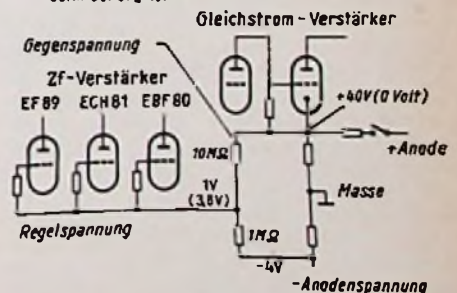 Gleichstrom-Verstärker
Gegenspannung
Zf-Verstärker
EF89 ECH81 EBF80
+40V (0 Volt)
+Anode
10MΩ
1V
(3,8V)
Masse
Regelspannung
1MΩ
-4V
-Anodenspannung